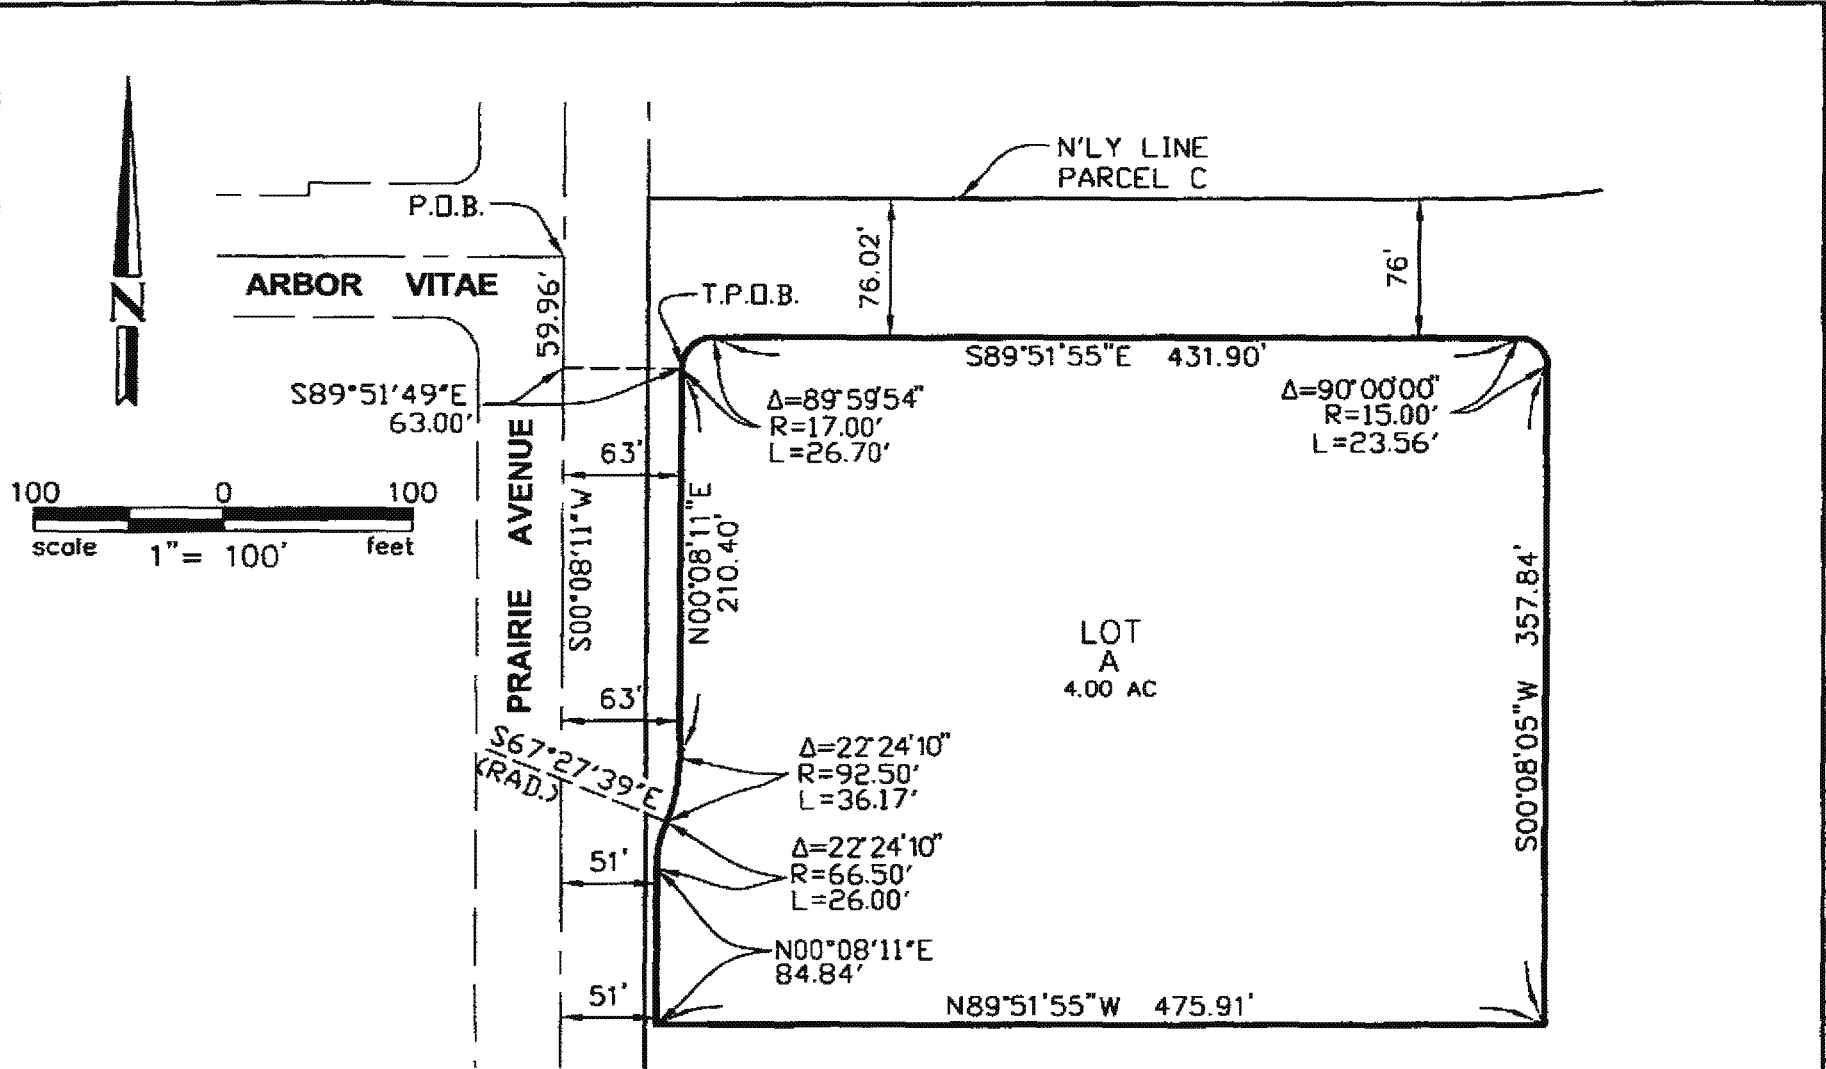 N'LY LINE
PARCEL C
P.O.B.
ARBOR VITAE
N
59.96'
T.P.O.B.
76.02'
76'
S89°51'55"E 431.90'
S89°51'49"E
63.00'
Δ=89°59'54"
R=17.00'
L=26.70'
Δ=90°00'00"
R=15.00'
L=23.56'
63'
100 0 100
scale 1"= 100' feet
PRAIRIE AVENUE
S00°08'11"W
N00°08'11"E
210.40'
LOT
A
4.00 AC
S00°08'05"W 357.84'
63'
S67°27'39"E
(RAD.)
Δ=22°24'10"
R=92.50'
L=36.17'
Δ=22°24'10"
R=66.50'
L=26.00'
51'
N00°08'11"E
84.84'
51'
N89°51'55"W 475.91'